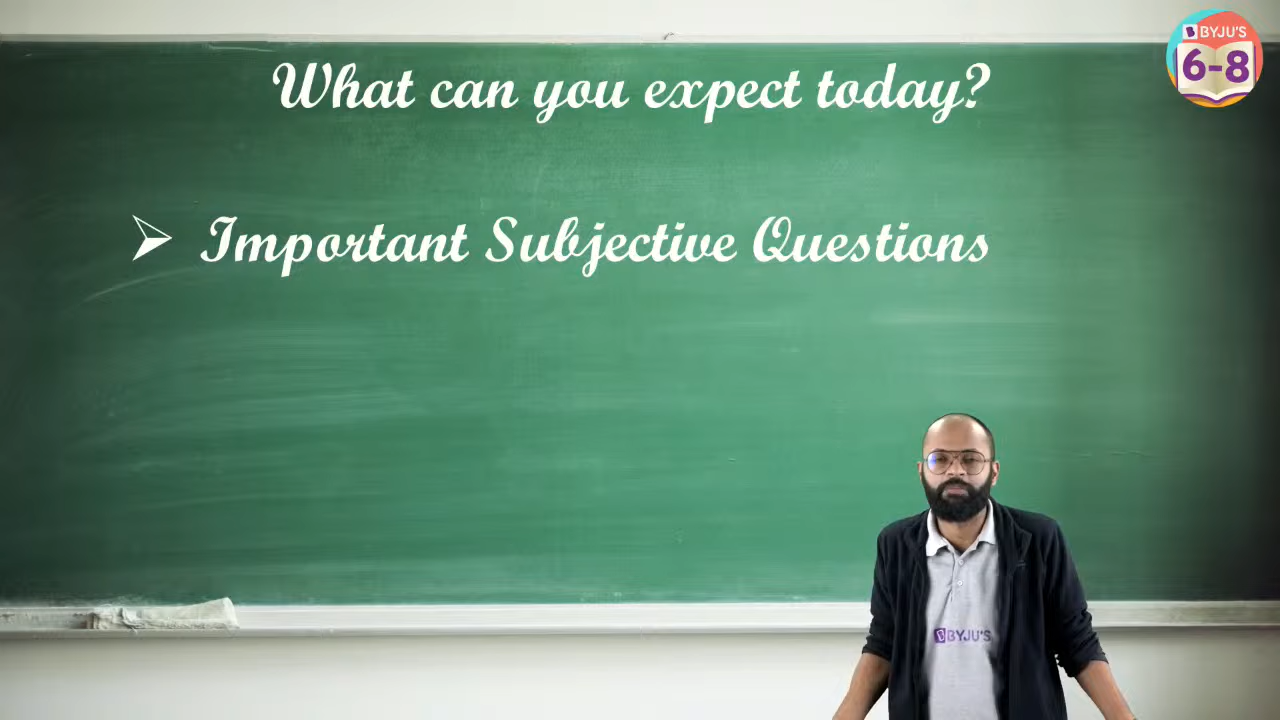 BYJU'S
6-8
What can you expect today?
Important Subjective Questions
BYJU'S